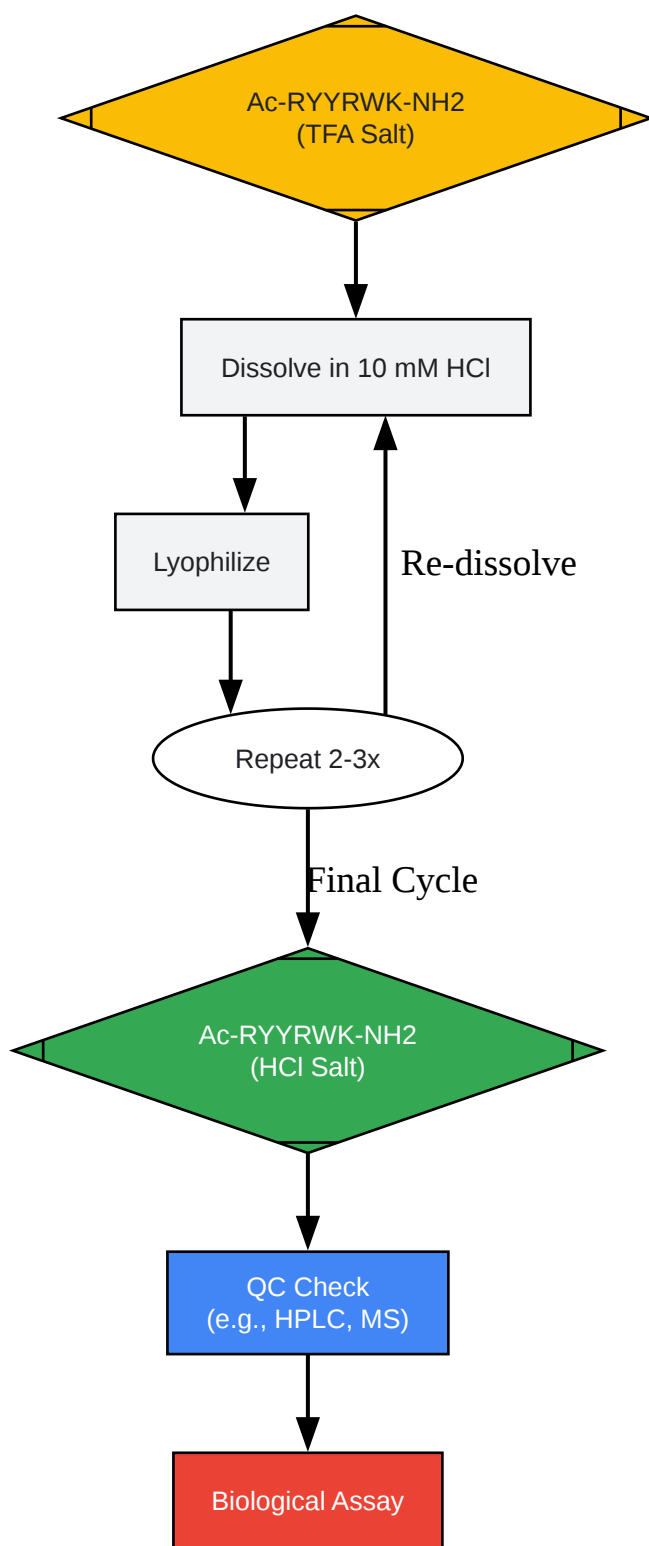 Ac-RYYRWK-NH2
(TFA Salt)
Dissolve in 10 mM HCl
Lyophilize
Re-dissolve
Repeat 2-3x
Final Cycle
Ac-RYYRWK-NH2
(HCl Salt)
QC Check
(e.g., HPLC, MS)
Biological Assay